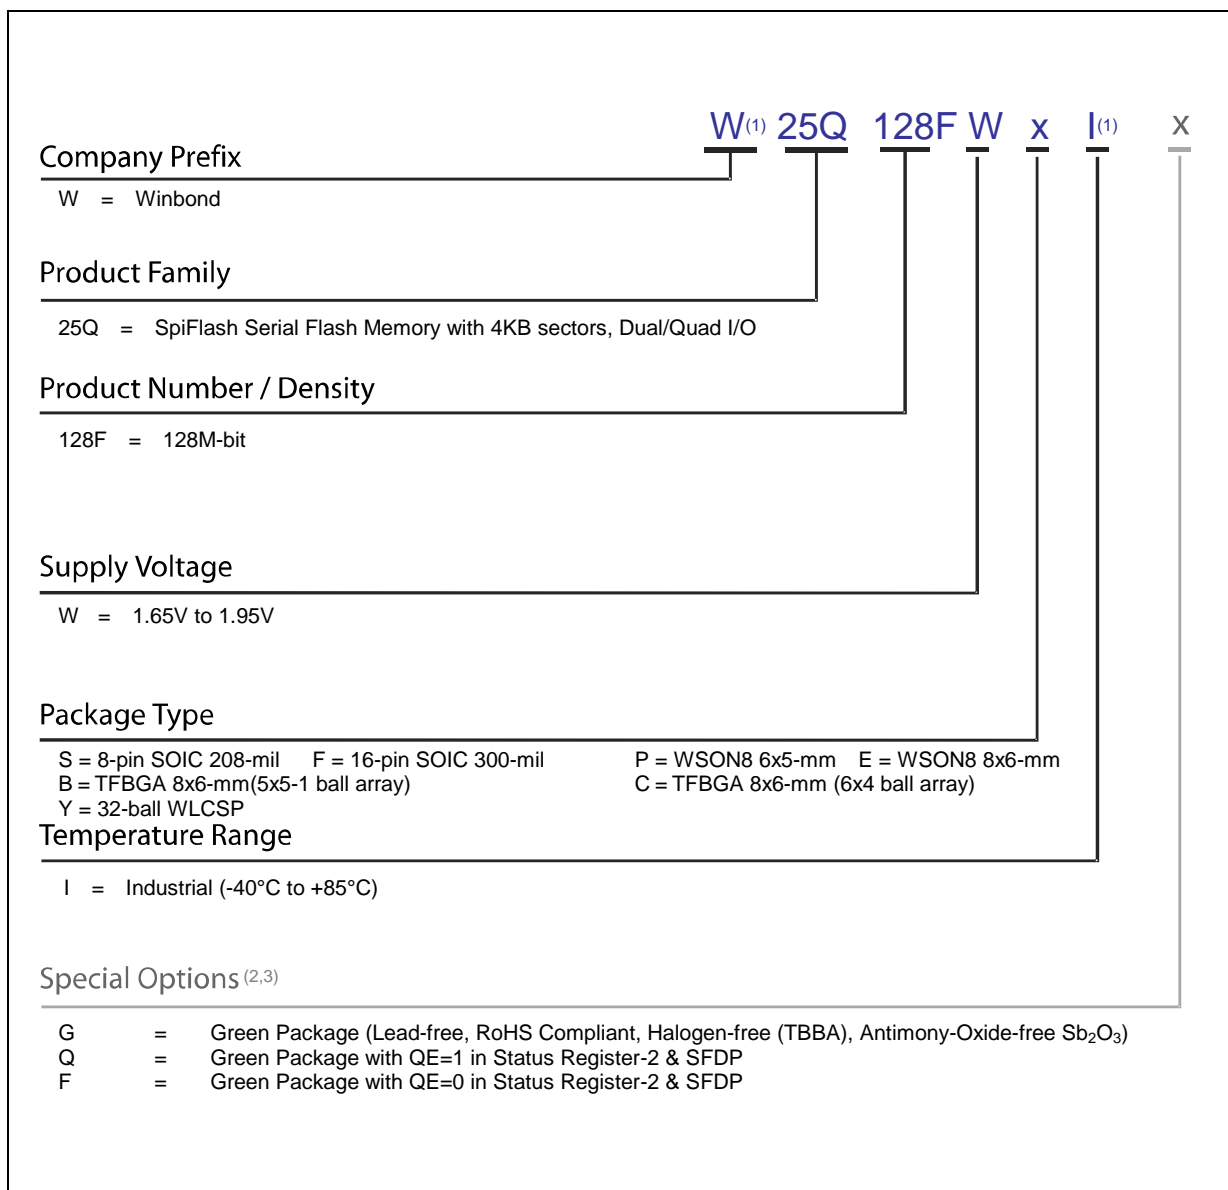 W(1) 25Q 128F W x I(1) x
Company Prefix
W = Winbond
Product Family
25Q = SpiFlash Serial Flash Memory with 4KB sectors, Dual/Quad I/O
Product Number / Density
128F = 128M-bit
Supply Voltage
W = 1.65V to 1.95V
Package Type
S = 8-pin SOIC 208-mil F = 16-pin SOIC 300-mil P = WSON8 6x5-mm E = WSON8 8x6-mm
B = TFBGA 8x6-mm(5x5-1 ball array) C = TFBGA 8x6-mm (6x4 ball array)
Y = 32-ball WLCSP
Temperature Range
I = Industrial (-40°C to +85°C)
Special Options (2,3)
G = Green Package (Lead-free, RoHS Compliant, Halogen-free (TBBA), Antimony-Oxide-free Sb₂O₃)
Q = Green Package with QE=1 in Status Register-2 & SFDP
F = Green Package with QE=0 in Status Register-2 & SFDP